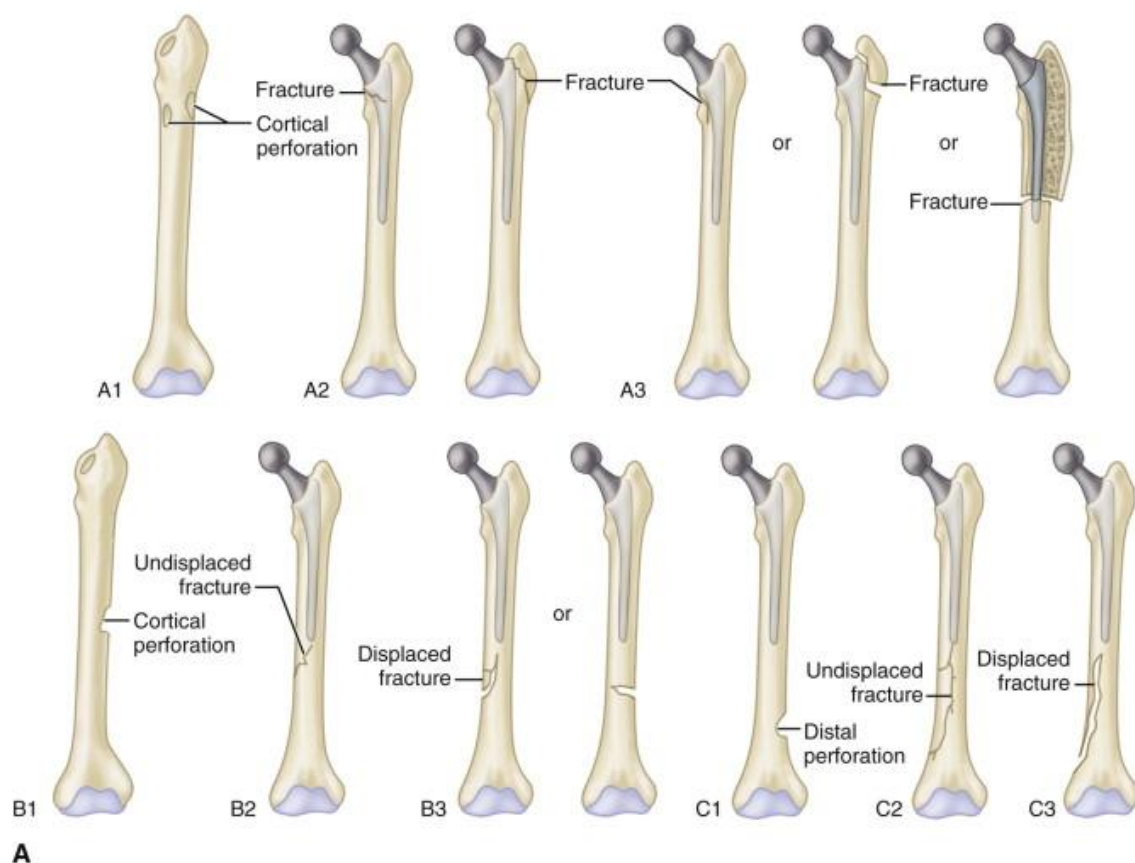 Fracture
Cortical
perforation
Fracture
or
Fracture
or
Fracture
A1
A2
A3
Undisplaced
fracture
Cortical
perforation
Displaced
fracture
or
Undisplaced
fracture
Displaced
fracture
Distal
perforation
B1
B2
B3
C1
C2
C3
A